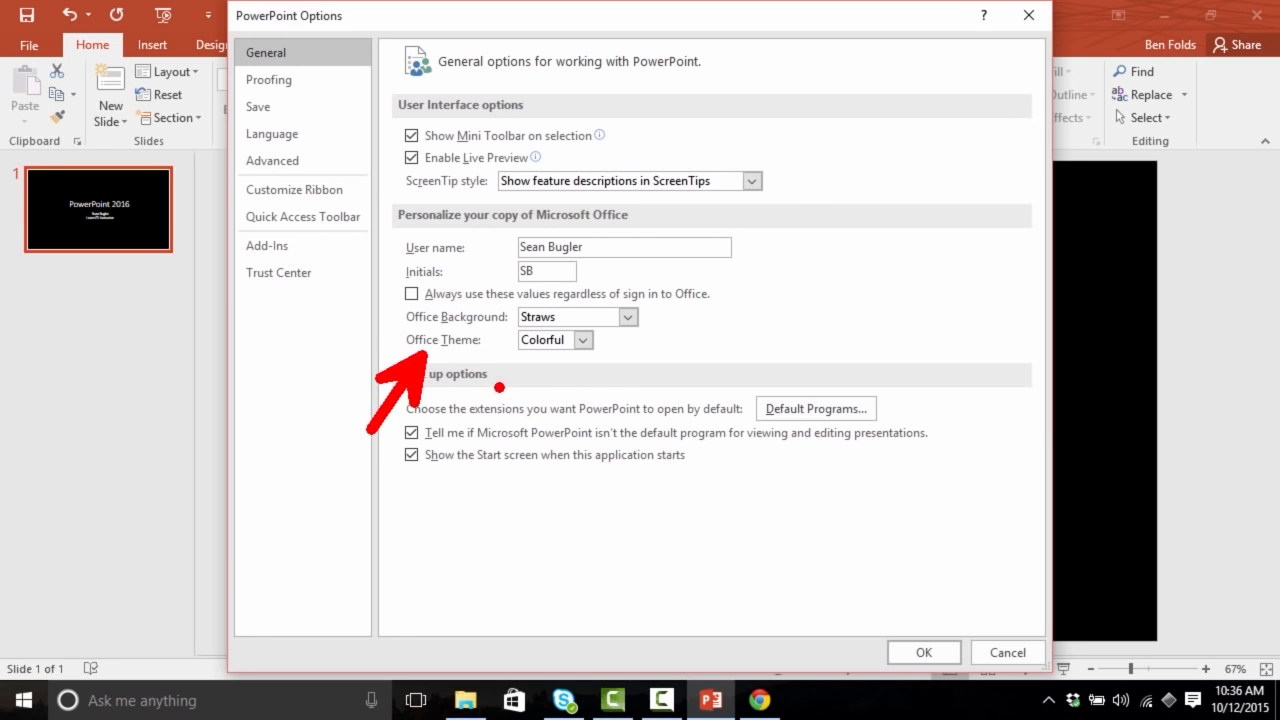 PowerPoint Options
?
File
Home
Insert
Desig
Ben Folds
Share
Paste
Clipboard
New
Slide
Layout
Reset
Section
Slides
ill
utline
ffects
Find
Replace
Select
Editing
General
Proofing
Save
Language
Advanced
Customize Ribbon
Quick Access Toolbar
Add-Ins
Trust Center
General options for working with PowerPoint.
User Interface options
Show Mini Toolbar on selection
Enable Live Preview
ScreenTip style: Show feature descriptions in ScreenTips
Personalize your copy of Microsoft Office
User name: Sean Bugler
Initials: SB
Always use these values regardless of sign in to Office.
Office Background: Straws
Office Theme: Colorful
up options
Choose the extensions you want PowerPoint to open by default: Default Programs...
Tell me if Microsoft PowerPoint isn't the default program for viewing and editing presentations.
Show the Start screen when this application starts
OK
Cancel
1
PowerPoint 2016
Slide 1 of 1
67%
Ask me anything
10:36 AM
10/12/2015